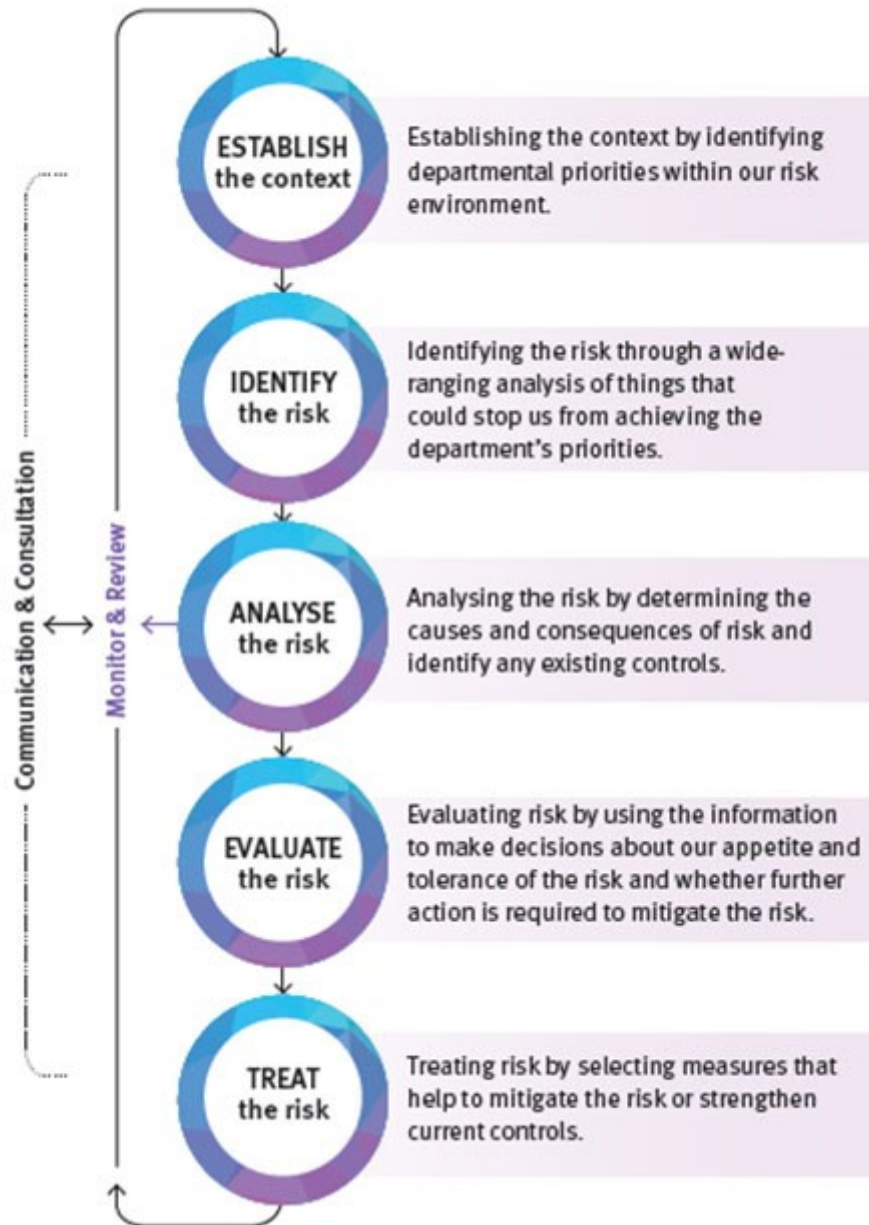 ESTABLISH
the context
Establishing the context by identifying
departmental priorities within our risk
environment.
IDENTIFY
the risk
Identifying the risk through a wide-
ranging analysis of things that
could stop us from achieving the
department's priorities.
ANALYSE
the risk
Analysing the risk by determining the
causes and consequences of risk and
identify any existing controls.
EVALUATE
the risk
Evaluating risk by using the information
to make decisions about our appetite and
tolerance of the risk and whether further
action is required to mitigate the risk.
TREAT
the risk
Treating risk by selecting measures that
help to mitigate the risk or strengthen
current controls.
Communication & Consultation
Monitor & Review